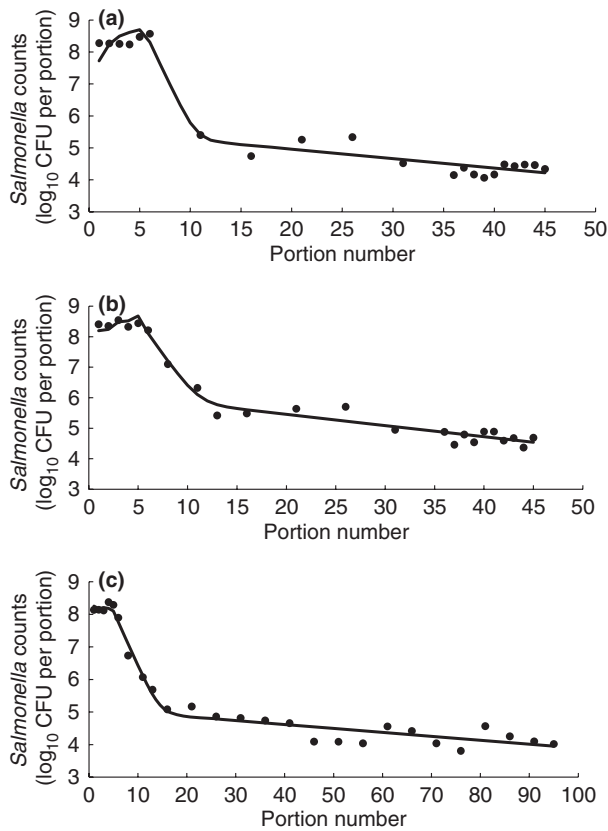 (a)
Salmonella counts
(log10 CFU per portion)
9
8
7
6
5
4
3
0 5 10 15 20 25 30 35 40 45 50
Portion number
(b)
Salmonella counts
(log10 CFU per portion)
9
8
7
6
5
4
3
0 5 10 15 20 25 30 35 40 45 50
Portion number
(c)
Salmonella counts
(log10 CFU per portion)
9
8
7
6
5
4
3
0 10 20 30 40 50 60 70 80 90 100
Portion number